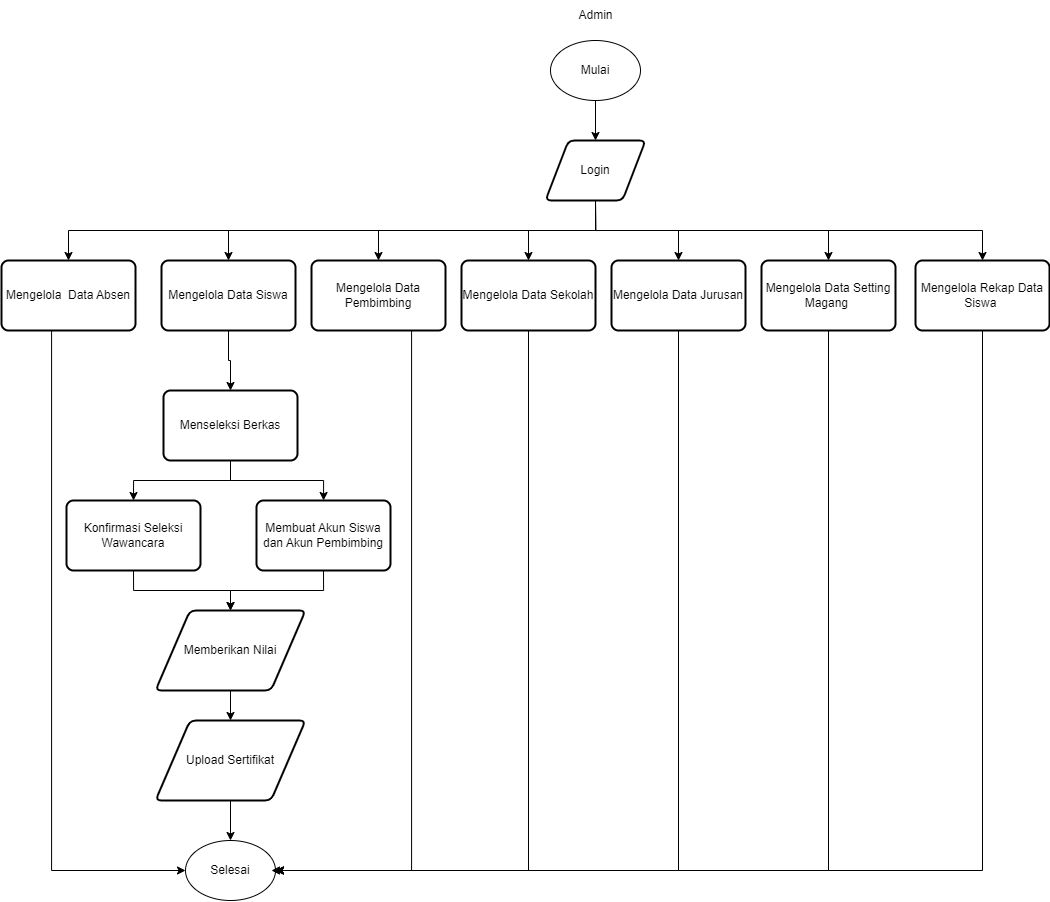 Admin
Mulai
Login
Mengelola  Data Absen
Mengelola Data Siswa
Mengelola Data
Pembimbing
Mengelola Data Sekolah
Mengelola Data Jurusan
Mengelola Data Setting
Magang
Mengelola Rekap Data
Siswa
Menseleksi Berkas
Konfirmasi Seleksi
Wawancara
Membuat Akun Siswa
dan Akun Pembimbing
Memberikan Nilai
Upload Sertifikat
Selesai